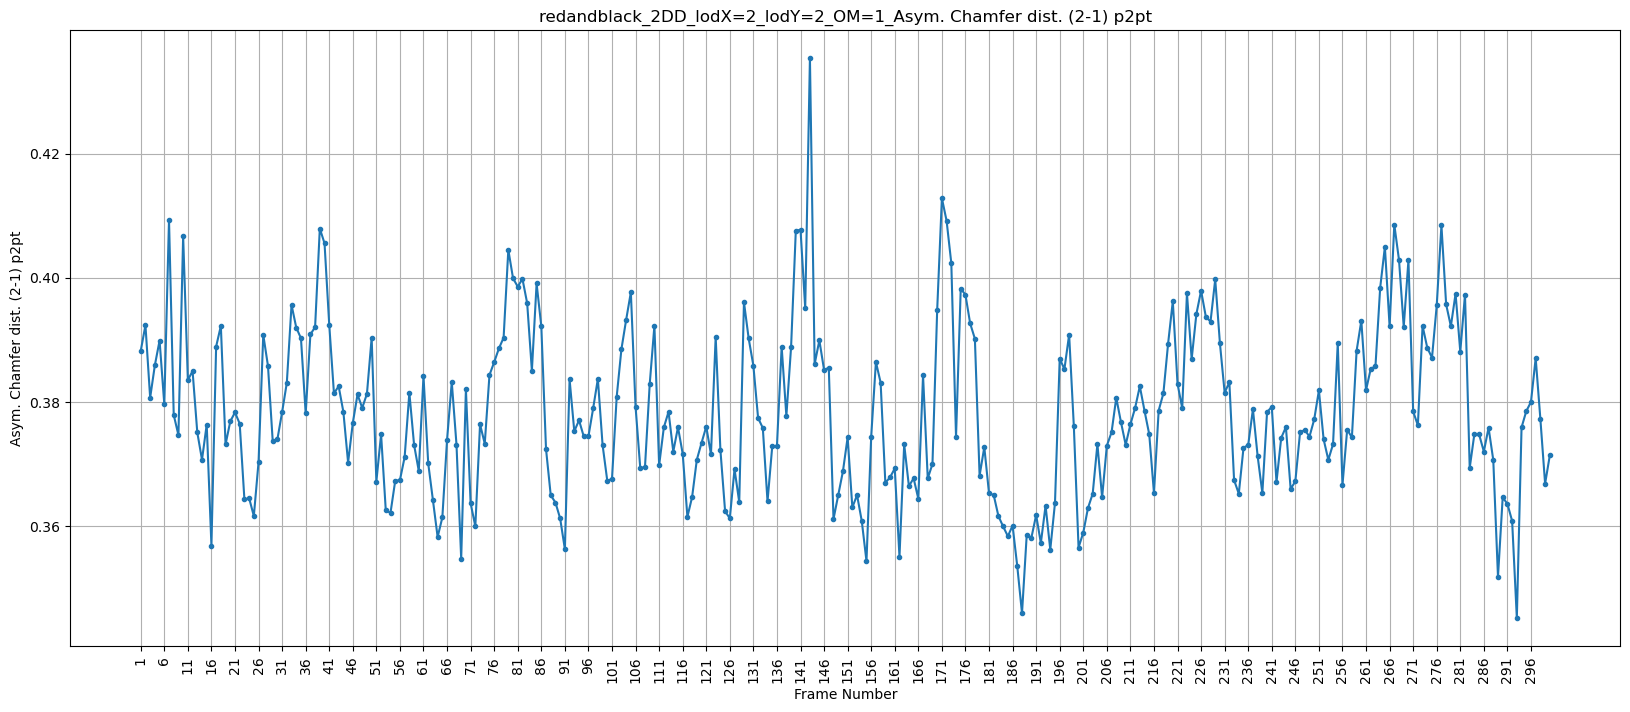 redandblack_2DD_lodX=2_lodY=2_OM=1_Asym. Chamfer dist. (2-1) p2pt
Asym. Chamfer dist. (2-1) p2pt
0.42
0.40
0.38
0.36
1 6 11 16 21 26 31 36 41 46 51 56 61 66 71 76 81 86 91 96 101 106 111 116 121 126 131 136 141 146 151 156 161 166 171 176 181 186 191 196 201 206 211 216 221 226 231 236 241 246 251 256 261 266 271 276 281 286 291 296
Frame Number